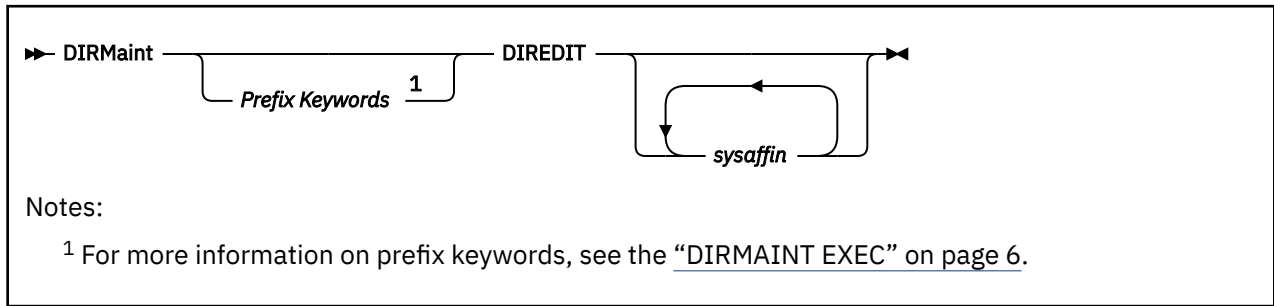 DIRMaint Prefix Keywords 1 DIREDIT sysaffin
Notes:
1 For more information on prefix keywords, see the “DIRMAINT EXEC” on page 6.